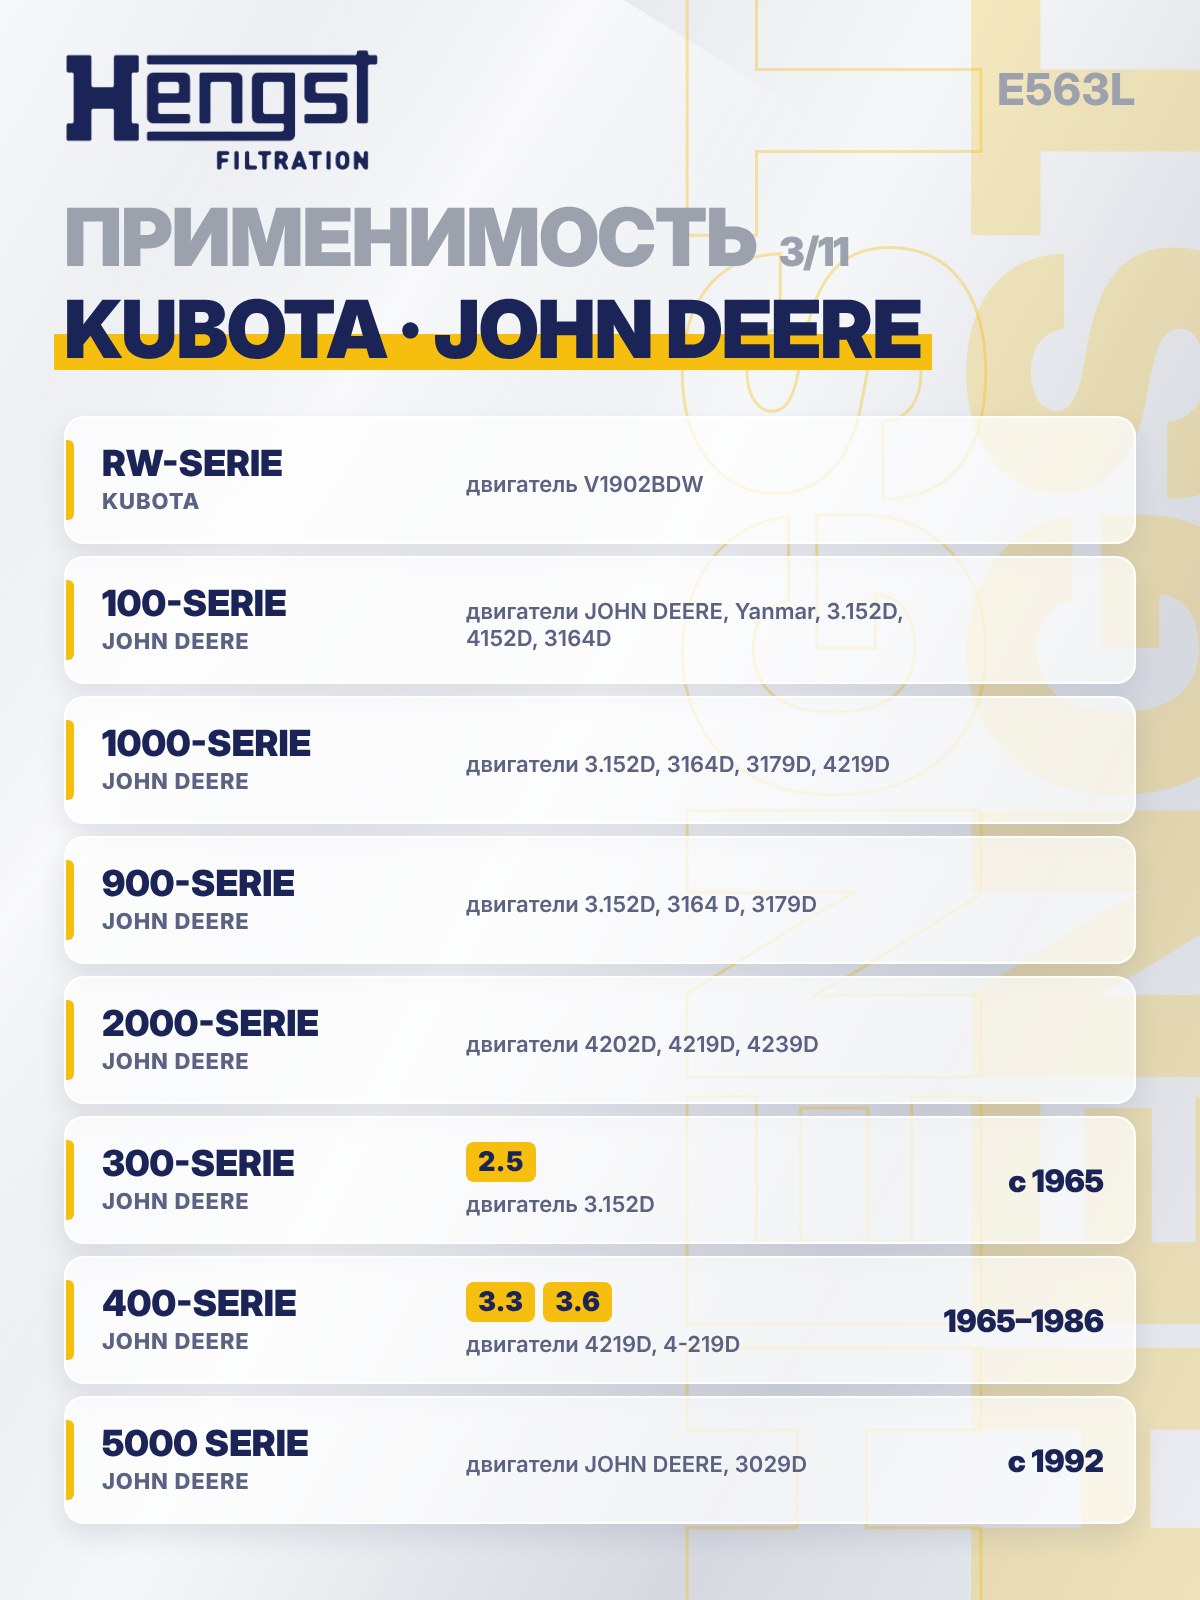 Hengst
FILTRATION
E563L
ПРИМЕНИМОСТЬ 3/11
KUBOTA · JOHN DEERE
RW-SERIE
KUBOTA
двигатель V1902BDW
100-SERIE
JOHN DEERE
двигатели JOHN DEERE, Yanmar, 3.152D,
4152D, 3164D
1000-SERIE
JOHN DEERE
двигатели 3.152D, 3164D, 3179D, 4219D
900-SERIE
JOHN DEERE
двигатели 3.152D, 3164 D, 3179D
2000-SERIE
JOHN DEERE
двигатели 4202D, 4219D, 4239D
300-SERIE
JOHN DEERE
2.5
двигатель 3.152D
с 1965
400-SERIE
JOHN DEERE
3.3 3.6
двигатели 4219D, 4-219D
1965–1986
5000 SERIE
JOHN DEERE
двигатели JOHN DEERE, 3029D
с 1992
HENGST
HENGST